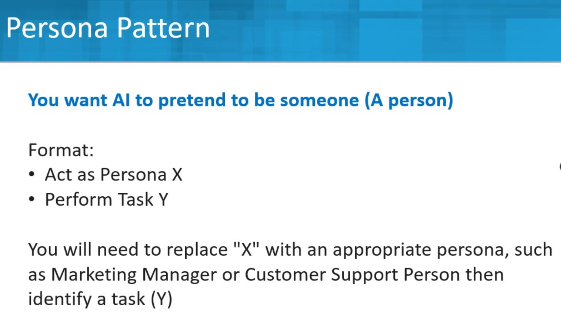 Persona Pattern
You want AI to pretend to be someone (A person)
Format:
• Act as Persona X
• Perform Task Y
You will need to replace "X" with an appropriate persona, such
as Marketing Manager or Customer Support Person then
identify a task (Y)